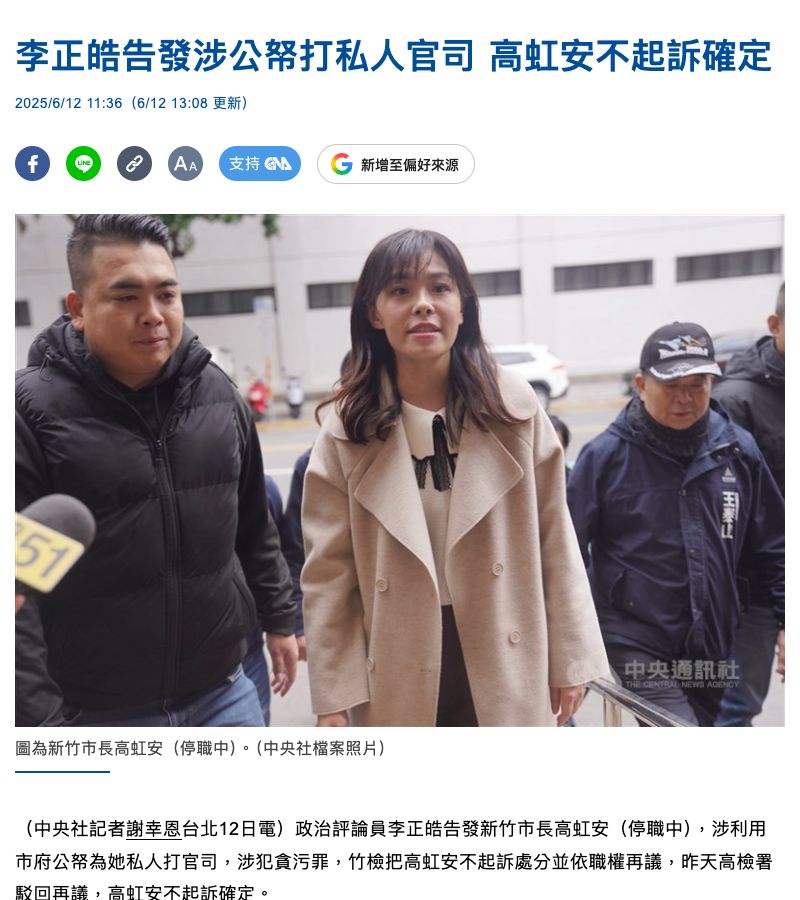 李正皓告發涉公帑打私人官司 高虹安不起訴確定
2025/6/12 11:36（6/12 13:08 更新）
LINE
AA
支持 CNA
G 新增至偏好來源
51
中央通訊社
THE CENTRAL NEWS AGENCY
圖為新竹市長高虹安（停職中）。（中央社檔案照片）
（中央社記者謝幸恩台北12日電）政治評論員李正皓告發新竹市長高虹安（停職中），涉利用
市府公帑為她私人打官司，涉犯貪污罪，竹檢把高虹安不起訴處分並依職權再議，昨天高檢署
駁回再議，高虹安不起訴確定。